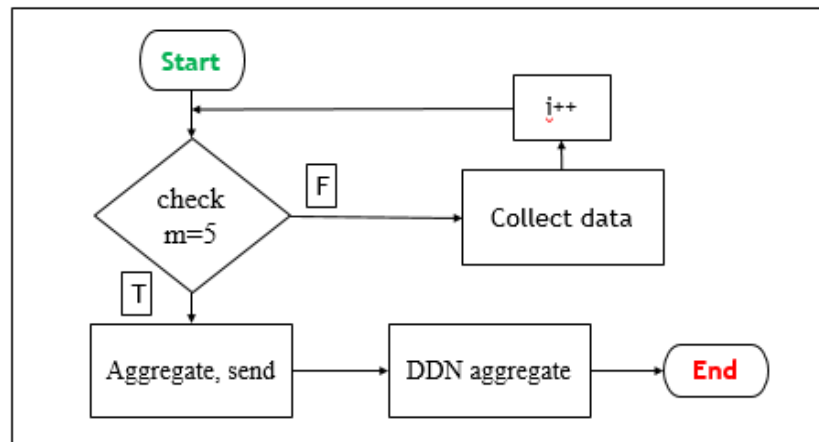 Start
i++
check
m=5
F
Collect data
T
Aggregate, send
DDN aggregate
End